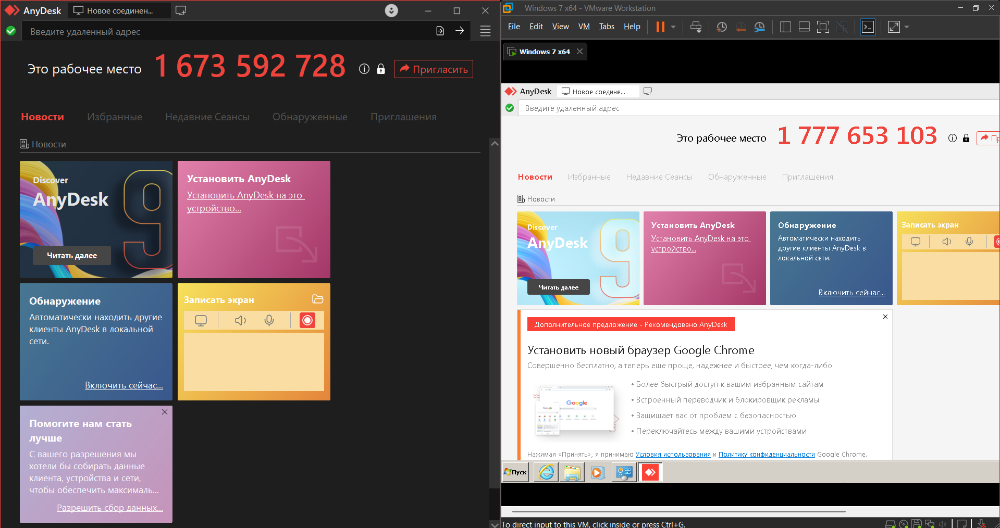 AnyDesk
Новое соединен...
Введите удаленный адрес
Это рабочее место
1 673 592 728
Пригласить
Новости
Избранные
Недавние Сеансы
Обнаруженные
Приглашения
Новости
Discover
AnyDesk
9
Читать далее
Установить AnyDesk
Установить AnyDesk на это
устройство...
Обнаружение
Автоматически находить другие
клиенты AnyDesk в локальной
сети.
Включить сейчас...
Записать экран
Помогите нам стать
лучше
С вашего разрешения мы
хотели бы собирать данные
клиента, устройства и сети,
чтобы обеспечить максималь...
Разрешить сбор данных...
Windows 7 x64 - VMware Workstation
File Edit View VM Tabs Help
Windows 7 x64
AnyDesk
Новое соедине...
Введите удаленный адрес
Это рабочее место
1 777 653 103
Пр
Новости
Избранные
Недавние Сеансы
Обнаруженные
Приглашения
Новости
Discover
AnyDesk
9
Читать далее
Установить AnyDesk
Установить AnyDesk на это
устройство...
Обнаружение
Автоматически находить
другие клиенты AnyDesk в
локальной сети.
Включить сейчас...
Записать экран
Дополнительное предложение - Рекомендовано AnyDesk
Установить новый браузер Google Chrome
Совершенно бесплатно, а теперь еще проще, надежнее и быстрее, чем когда-либо
Google
• Более быстрый доступ к вашим избранным сайтам
• Встроенный переводчик и блокировщик рекламы
• Защищает вас от проблем с безопасностью
• Переключайтесь между вашими устройствами
Нажимая «Принять», я принимаю Условия использования и Политику конфиденциальности Google Chrome.
Пуск
To direct input to this VM, click inside or press Ctrl+G.